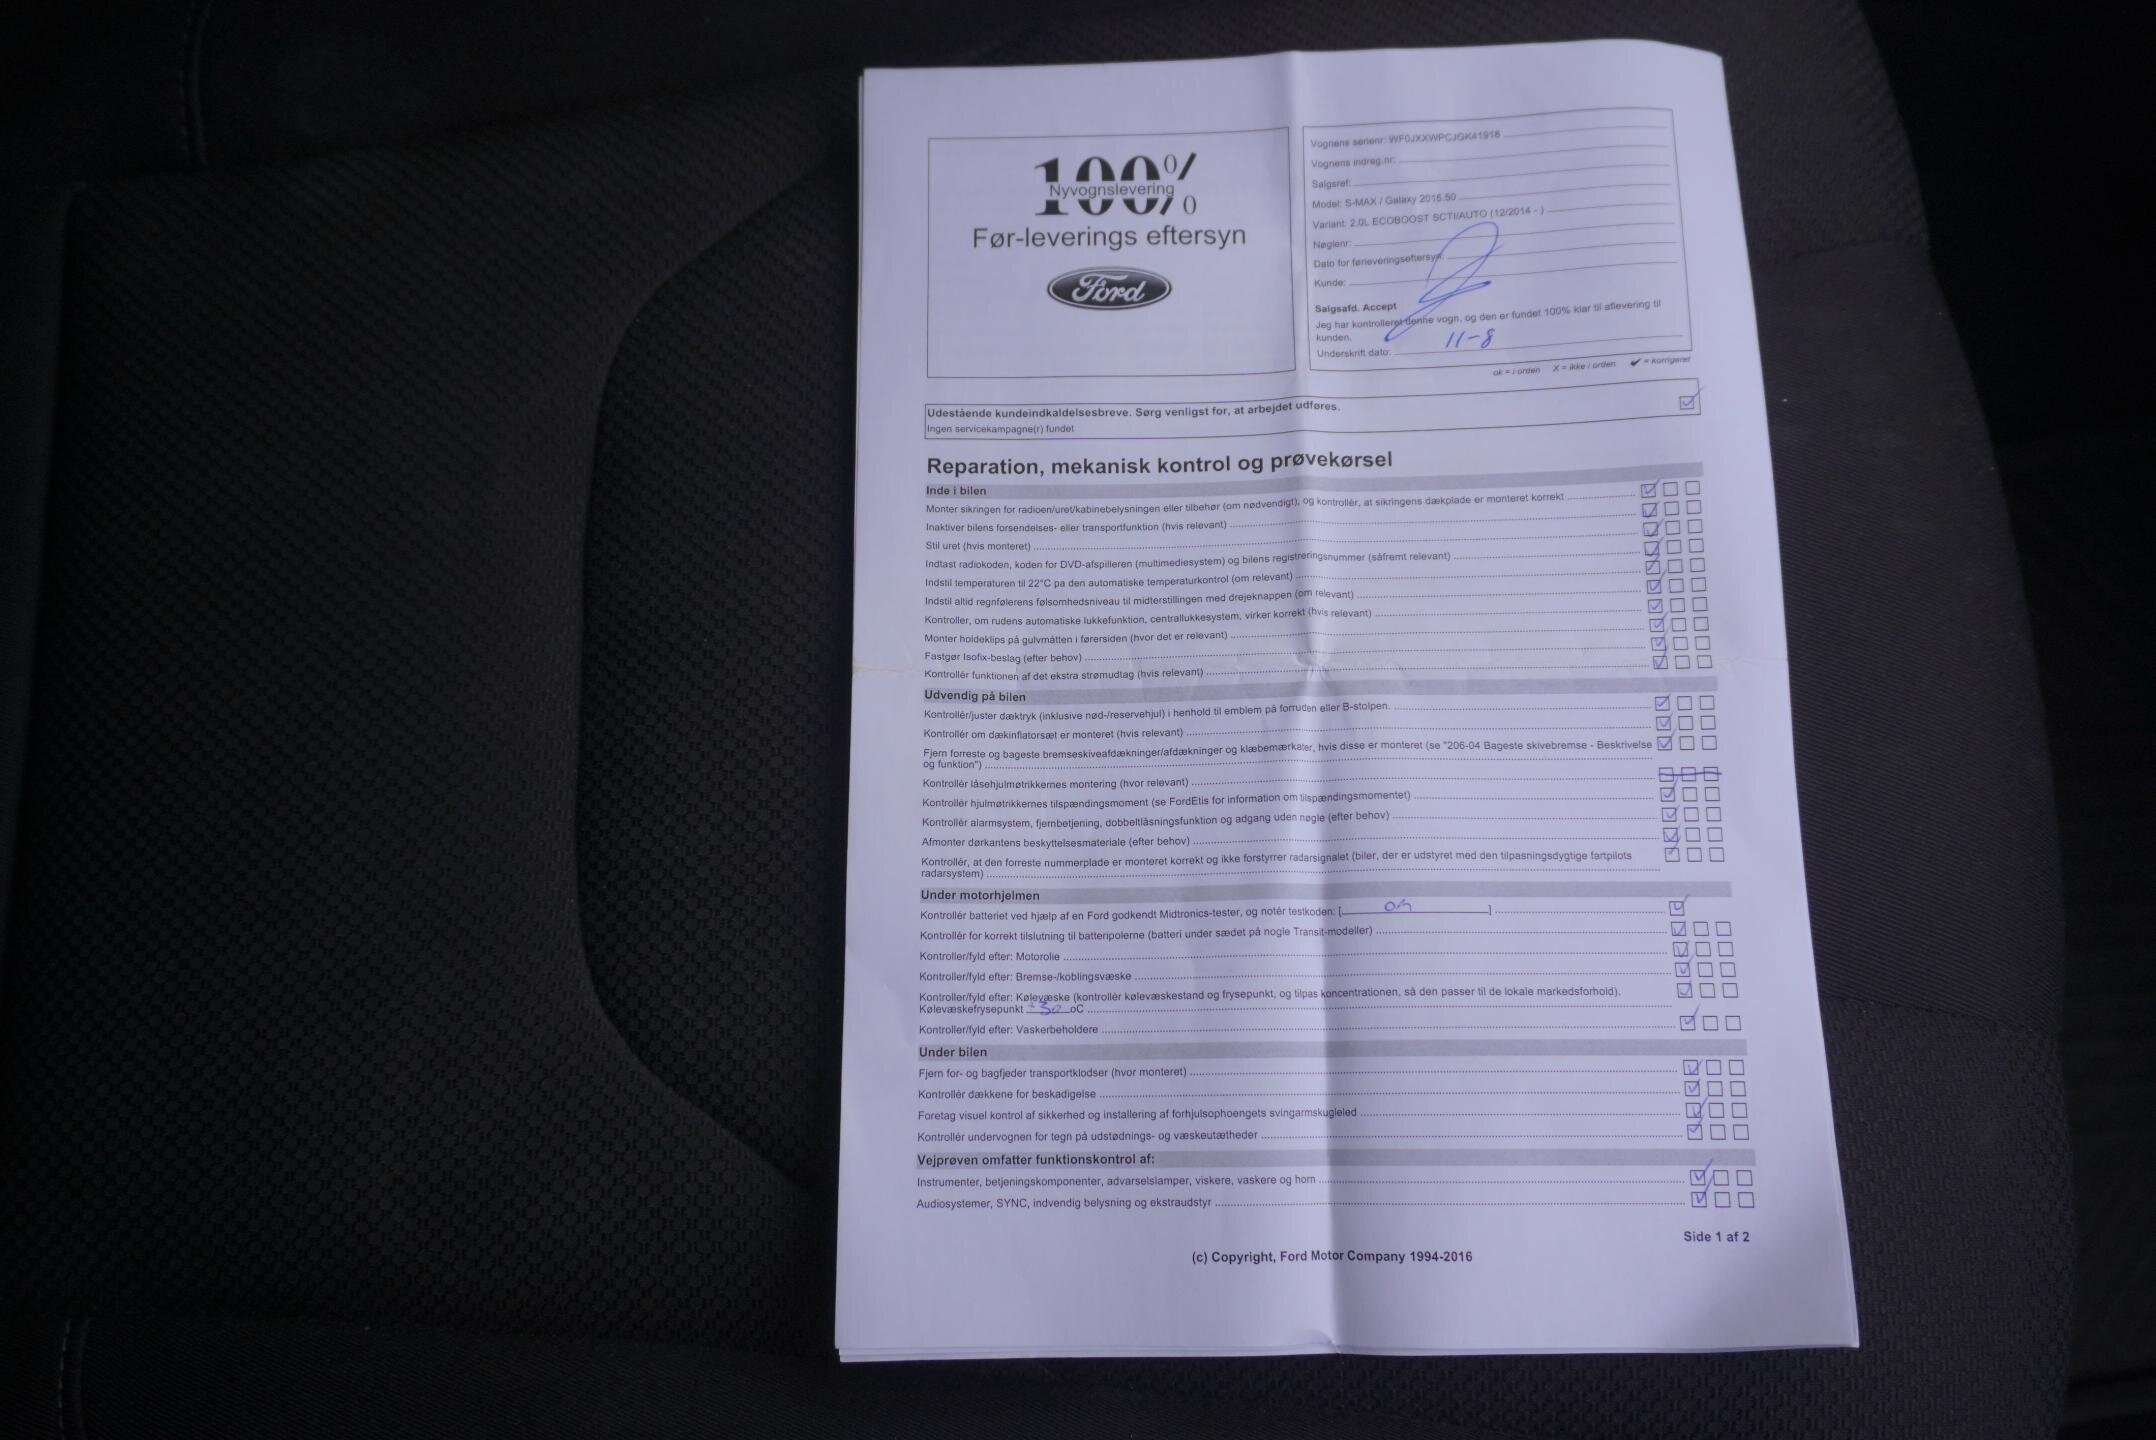 100%
Nyvognslevering
Før-leverings eftersyn
Ford
Vognens serienr: WF0JXXWPCJGK41918
Vognens indreg.nr:
Salgsref:
Model: S-MAX / Galaxy 2016.50
Variant: 2.0L ECOBOOST SCTI/AUTO (12/2014 - )
Nøglenr:
Dato for førleveringseftersyn:
Kunde:
Salgsafd. Accept
Jeg har kontrolleret denne vogn, og den er fundet 100% klar til aflevering til
kunden.
Underskrift dato: 11-8
ok = i orden X = ikke i orden ✔ = korrigeret
Udestående kundeindkaldelsesbreve. Sørg venligst for, at arbejdet udføres.
Ingen servicekampagne(r) fundet
Reparation, mekanisk kontrol og prøvekørsel
Inde i bilen
Monter sikringen for radioen/uret/kabinebelysningen eller tilbehør (om nødvendigt), og kontrollér, at sikringens dækplade er monteret korrekt
Inaktiver bilens forsendelses- eller transportfunktion (hvis relevant)
Stil uret (hvis monteret)
Indtast radiokoden, koden for DVD-afspilleren (multimediesystem) og bilens registreringsnummer (såfremt relevant)
Indstil temperaturen til 22°C pa den automatiske temperaturkontrol (om relevant)
Indstil altid regnfølerens følsomhedsniveau til midterstillingen med drejeknappen (om relevant)
Kontroller, om rudens automatiske lukkefunktion, centrallukkesystem, virker korrekt (hvis relevant)
Monter holdeklips på gulvmåtten i førersiden (hvor det er relevant)
Fastgør Isofix-beslag (efter behov)
Kontrollér funktionen af det ekstra strømudtag (hvis relevant)
Udvendig på bilen
Kontrollér/juster dæktryk (inklusive nød-/reservehjul) i henhold til emblem på forruden eller B-stolpen.
Kontrollér om dækinflatorsæt er monteret (hvis relevant)
Fjern forreste og bageste bremseskiveafdækninger/afdækninger og klæbemærkater, hvis disse er monteret (se "206-04 Bageste skivebremse - Beskrivelse
og funktion")
Kontrollér låsehjulmøtrikkernes montering (hvor relevant)
Kontrollér hjulmøtrikkernes tilspændingsmoment (se FordEtis for information om tilspændingsmomentet)
Kontrollér alarmsystem, fjernbetjening, dobbeltlåsningsfunktion og adgang uden nøgle (efter behov)
Afmonter dørkantens beskyttelsesmateriale (efter behov)
Kontrollér, at den forreste nummerplade er monteret korrekt og ikke forstyrrer radarsignalet (biler, der er udstyret med den tilpasningsdygtige fartpilots
radarsystem)
Under motorhjelmen
Kontrollér batteriet ved hjælp af en Ford godkendt Midtronics-tester, og notér testkoden: [ ok ]
Kontrollér for korrekt tilslutning til batteripolerne (batteri under sædet på nogle Transit-modeller)
Kontroller/fyld efter: Motorolie
Kontroller/fyld efter: Bremse-/koblingsvæske
Kontroller/fyld efter: Kølevæske (kontrollér kølevæskestand og frysepunkt, og tilpas koncentrationen, så den passer til de lokale markedsforhold).
Kølevæskefrysepunkt ÷30 oC
Kontroller/fyld efter: Vaskerbeholdere
Under bilen
Fjern for- og bagfjeder transportklodser (hvor monteret)
Kontrollér dækkene for beskadigelse
Foretag visuel kontrol af sikkerhed og installering af forhjulsophoengets svingarmskugleled
Kontrollér undervognen for tegn på udstødnings- og væskeutætheder
Vejprøven omfatter funktionskontrol af:
Instrumenter, betjeningskomponenter, advarselslamper, viskere, vaskere og horn
Audiosystemer, SYNC, indvendig belysning og ekstraudstyr
Side 1 af 2
(c) Copyright, Ford Motor Company 1994-2016